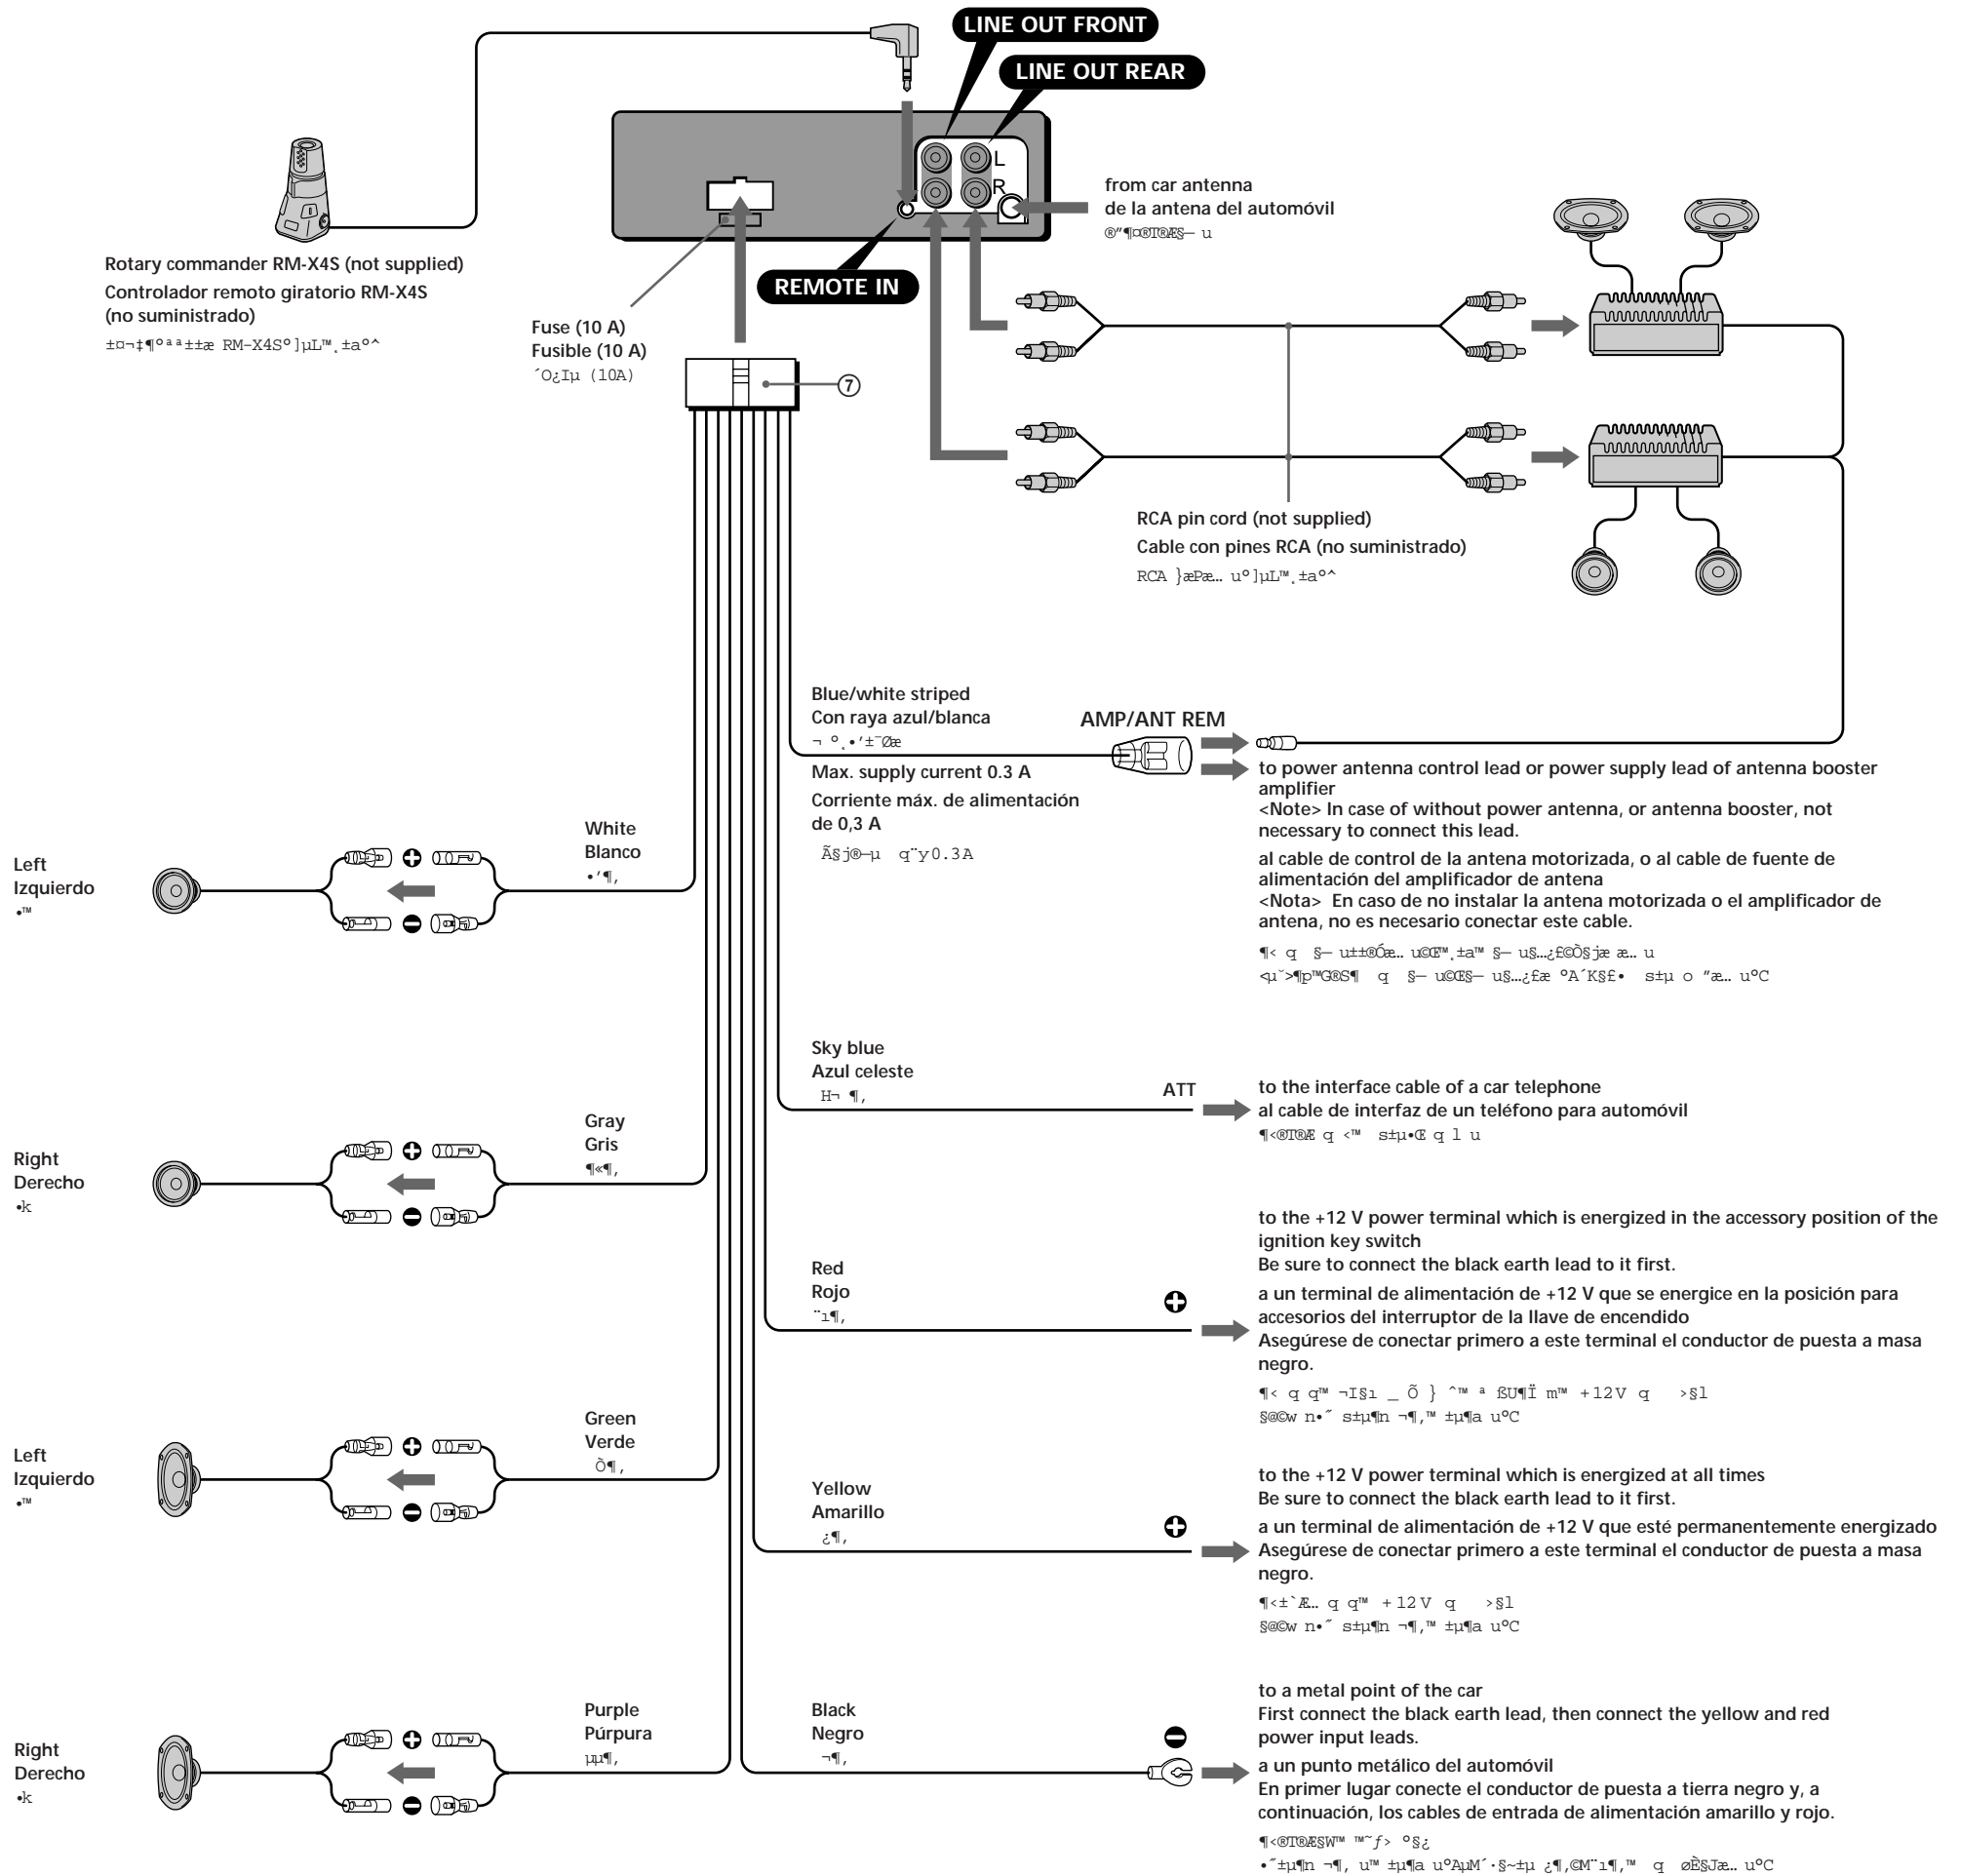 LINE OUT FRONT
LINE OUT REAR
L
R
from car antenna
de la antena del automóvil
REMOTE IN
Rotary commander RM-X4S (not supplied)
Controlador remoto giratorio RM-X4S
(no suministrado)
Fuse (10 A)
Fusible (10 A)
7
RCA pin cord (not supplied)
Cable con pines RCA (no suministrado)
Blue/white striped
Con raya azul/blanca
Max. supply current 0.3 A
Corriente máx. de alimentación
de 0,3 A
AMP/ANT REM
to power antenna control lead or power supply lead of antenna booster
amplifier
<Note> In case of without power antenna, or antenna booster, not
necessary to connect this lead.
al cable de control de la antena motorizada, o al cable de fuente de
alimentación del amplificador de antena
<Nota> En caso de no instalar la antena motorizada o el amplificador de
antena, no es necesario conectar este cable.
Left
Izquierdo
White
Blanco
Sky blue
Azul celeste
ATT
to the interface cable of a car telephone
al cable de interfaz de un teléfono para automóvil
Right
Derecho
Gray
Gris
Red
Rojo
to the +12 V power terminal which is energized in the accessory position of the
ignition key switch
Be sure to connect the black earth lead to it first.
a un terminal de alimentación de +12 V que se energice en la posición para
accesorios del interruptor de la llave de encendido
Asegúrese de conectar primero a este terminal el conductor de puesta a masa
negro.
Left
Izquierdo
Green
Verde
Yellow
Amarillo
to the +12 V power terminal which is energized at all times
Be sure to connect the black earth lead to it first.
a un terminal de alimentación de +12 V que esté permanentemente energizado
Asegúrese de conectar primero a este terminal el conductor de puesta a masa
negro.
Right
Derecho
Purple
Púrpura
Black
Negro
to a metal point of the car
First connect the black earth lead, then connect the yellow and red
power input leads.
a un punto metálico del automóvil
En primer lugar conecte el conductor de puesta a tierra negro y, a
continuación, los cables de entrada de alimentación amarillo y rojo.